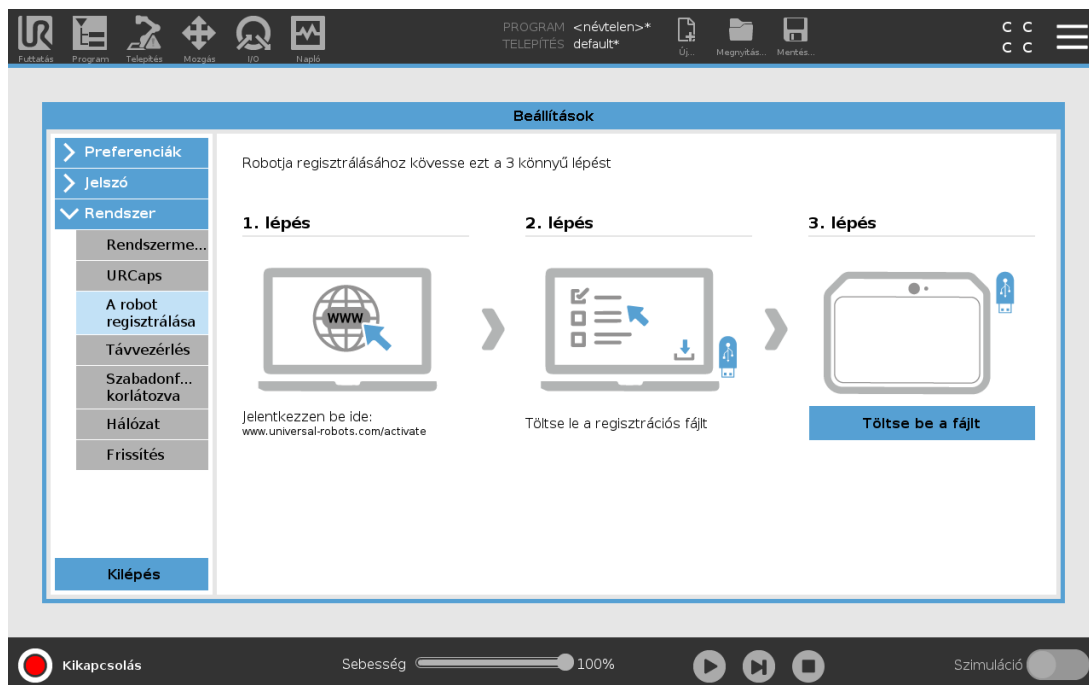 PROGRAM <névtelen>*
TELEPÍTÉS default*
Futtatás Program Telepítés Mozgás I/O Napló
Új... Megnyitás... Mentés...
C C
C C
Beállítások
Preferenciák
Jelszó
Rendszer
Rendszerme...
URCaps
A robot
regisztrálása
Távvezérlés
Szabadonf...
korlátozva
Hálózat
Frissítés
Kilépés
Robotja regisztrálásához kövesse ezt a 3 könnyű lépést
1. lépés
WWW
Jelentkezzen be ide:
www.universal-robots.com/activate
2. lépés
Töltse le a regisztrációs fájlt
3. lépés
Töltse be a fájlt
Kikapcsolás
Sebesség 100%
Szimuláció